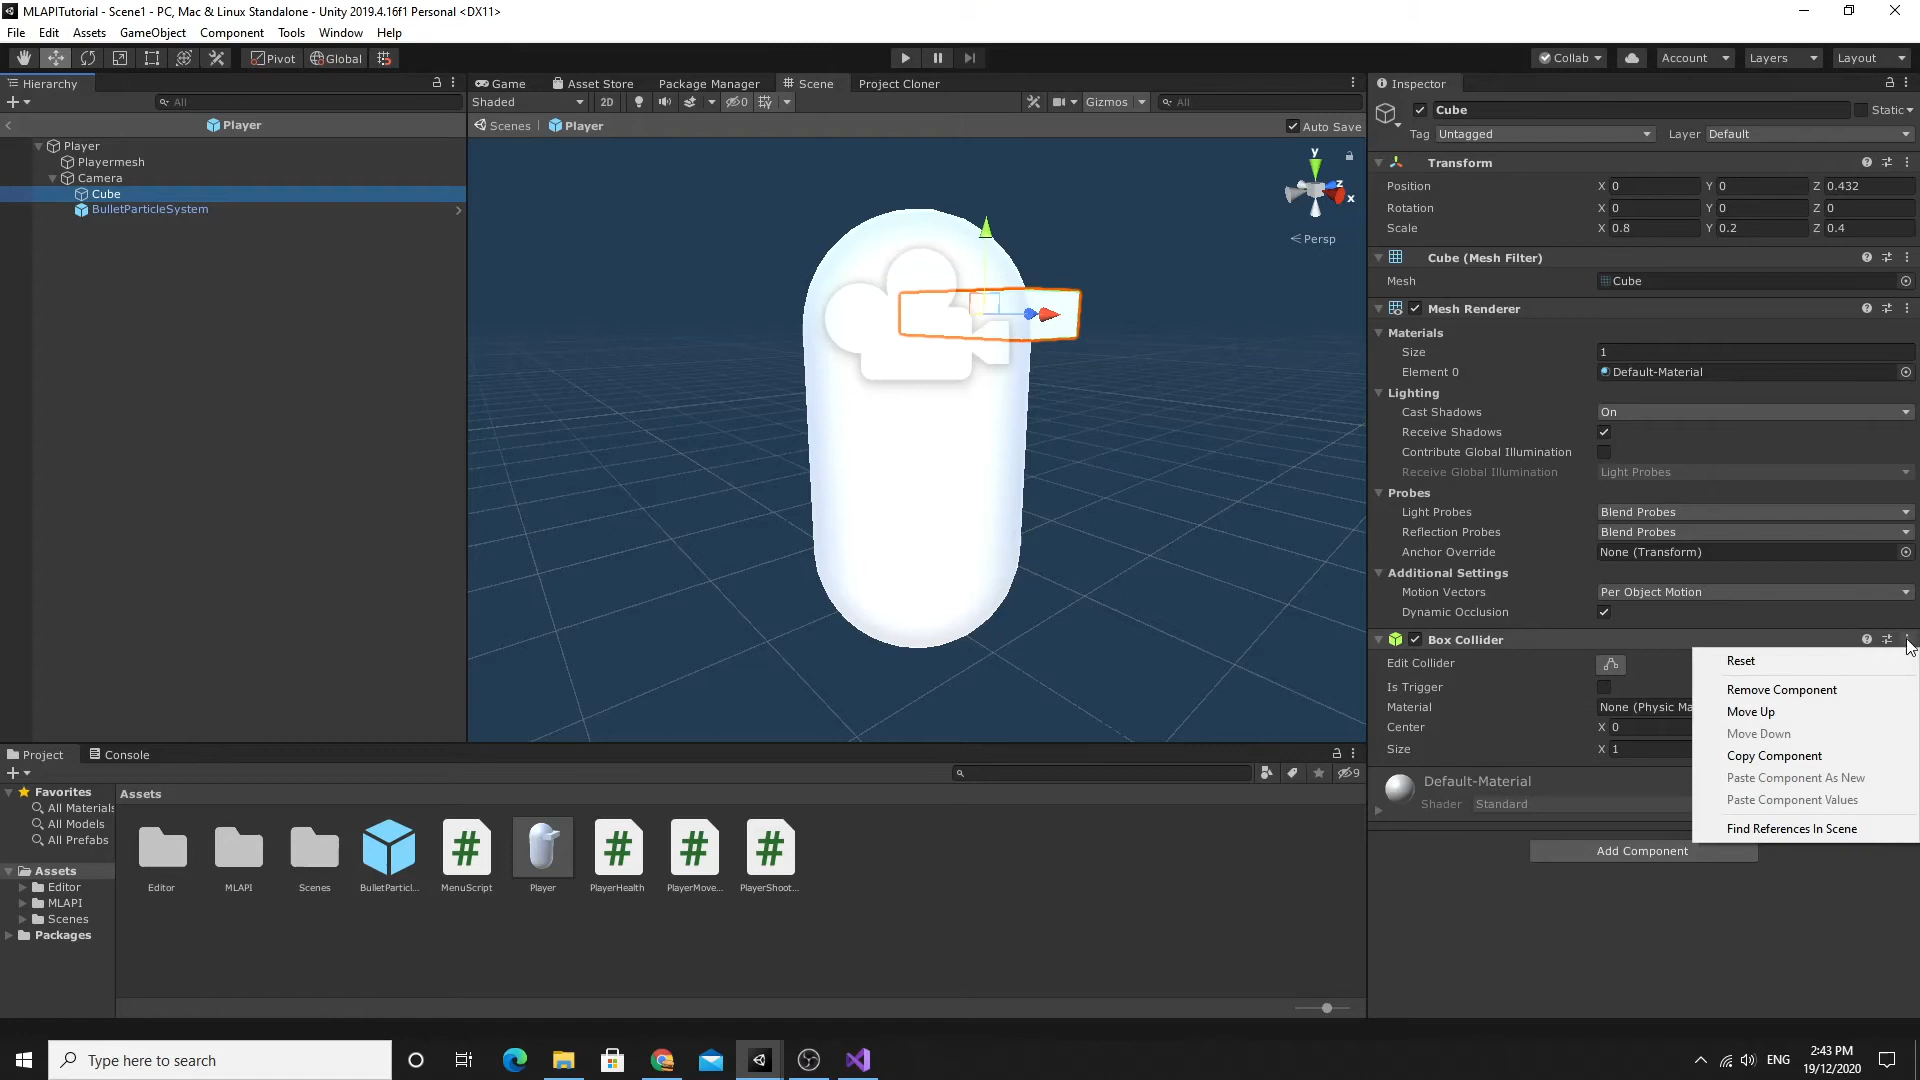 MLAPITutorial - Scene1 - PC, Mac & Linux Standalone - Unity 2019.4.16f1 Personal <DX11>
File Edit Assets GameObject Component Tools Window Help
Pivot Global Collab Account Layers Layout
Hierarchy
All
Player
Player
Playermesh
Camera
Cube
BulletParticleSystem
Game Asset Store Package Manager Scene Project Cloner
Shaded 2D 0 Gizmos All
Scenes Player Auto Save
y
z
x
Persp
Inspector
Cube Static
Tag Untagged Layer Default
Transform
Position X 0 Y 0 Z 0.432
Rotation X 0 Y 0 Z 0
Scale X 0.8 Y 0.2 Z 0.4
Cube (Mesh Filter)
Mesh Cube
Mesh Renderer
Materials
Size 1
Element 0 Default-Material
Lighting
Cast Shadows On
Receive Shadows
Contribute Global Illumination
Receive Global Illumination Light Probes
Probes
Light Probes Blend Probes
Reflection Probes Blend Probes
Anchor Override None (Transform)
Additional Settings
Motion Vectors Per Object Motion
Dynamic Occlusion
Box Collider
Edit Collider
Is Trigger
Material None (Physic Ma
Center X 0
Size X 1
Default-Material
Shader Standard
Add Component
Reset
Remove Component
Move Up
Move Down
Copy Component
Paste Component As New
Paste Component Values
Find References In Scene
Project Console
9
Favorites
All Materials
All Models
All Prefabs
Assets
Editor
MLAPI
Scenes
Packages
Assets
Editor MLAPI Scenes BulletParticl... MenuScript Player PlayerHealth PlayerMove... PlayerShoot...
Type here to search
ENG
2:43 PM
19/12/2020